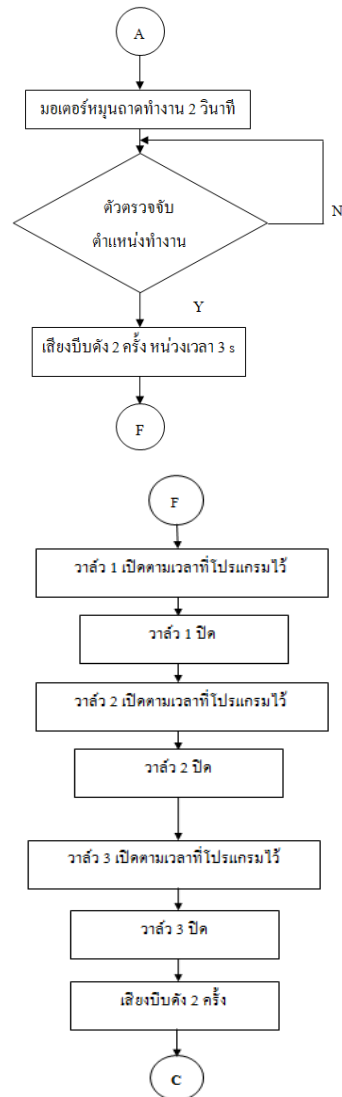 A
มอเตอร์หมุนถาดทำงาน 2 วินาที
ตัวตรวจจับ
ตำแหน่งทำงาน
N
Y
เสียงบี๊บดัง 2 ครั้ง หน่วงเวลา 3 s
F
F
วาล์ว 1 เปิดตามเวลาที่โปรแกรมไว้
วาล์ว 1 ปิด
วาล์ว 2 เปิดตามเวลาที่โปรแกรมไว้
วาล์ว 2 ปิด
วาล์ว 3 เปิดตามเวลาที่โปรแกรมไว้
วาล์ว 3 ปิด
เสียงบี๊บดัง 2 ครั้ง
C